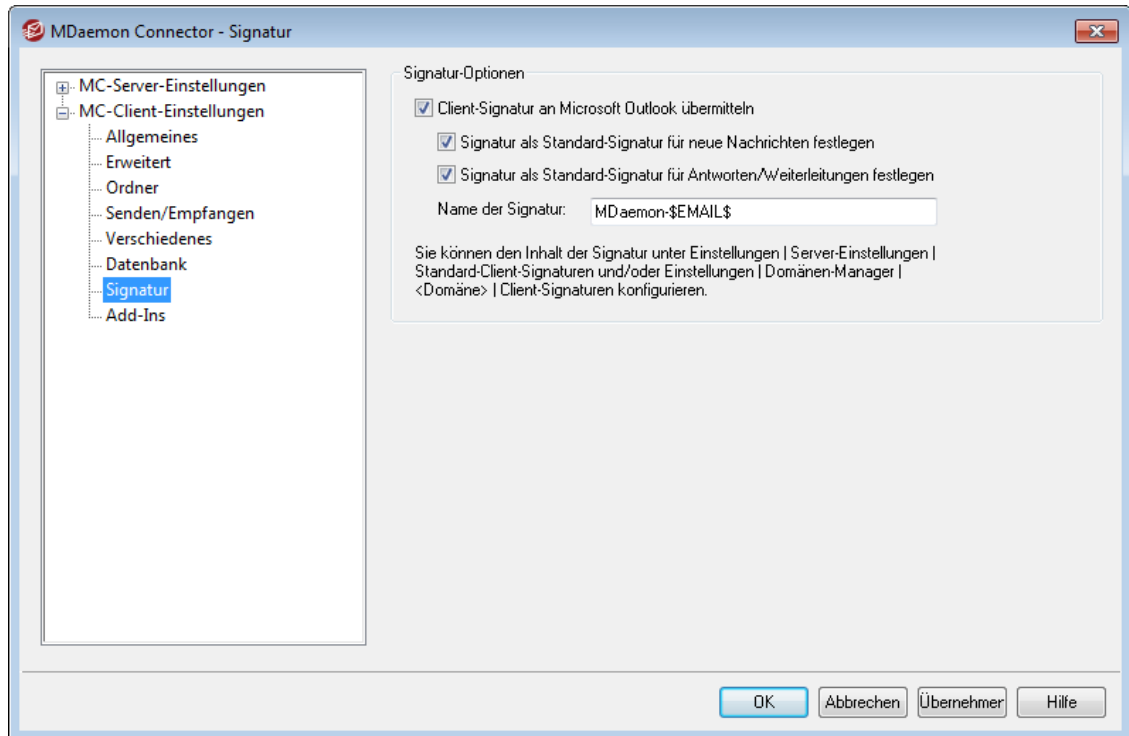 MDaemon Connector - Signatur
MC-Server-Einstellungen
MC-Client-Einstellungen
Allgemeines
Erweitert
Ordner
Senden/Empfangen
Verschiedenes
Datenbank
Signatur
Add-Ins
Signatur-Optionen
Client-Signatur an Microsoft Outlook übermitteln
Signatur als Standard-Signatur für neue Nachrichten festlegen
Signatur als Standard-Signatur für Antworten/Weiterleitungen festlegen
Name der Signatur: MDaemon-$EMAIL$
Sie können den Inhalt der Signatur unter Einstellungen | Server-Einstellungen |
Standard-Client-Signaturen und/oder Einstellungen | Domänen-Manager |
<Domäne> | Client-Signaturen konfigurieren.
OK Abbrechen Übernehmer Hilfe